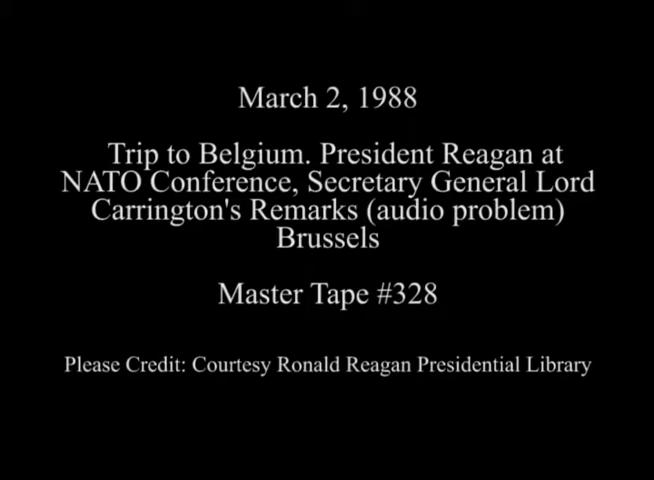 March 2, 1988
Trip to Belgium. President Reagan at
NATO Conference, Secretary General Lord
Carrington's Remarks (audio problem)
Brussels
Master Tape #328
Please Credit: Courtesy Ronald Reagan Presidential Library